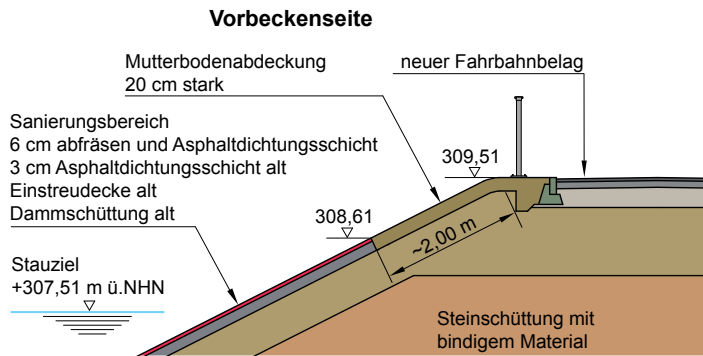 Vorbeckenseite
Mutterbodenabdeckung
20 cm stark
neuer Fahrbahnbelag
Sanierungsbereich
6 cm abfräsen und Asphaltdichtungsschicht
3 cm Asphaltdichtungsschicht alt
Einstreudecke alt
Dammschüttung alt
309,51
308,61
~2,00 m
Stauziel
+307,51 m ü.NHN
Steinschüttung mit
bindigem Material